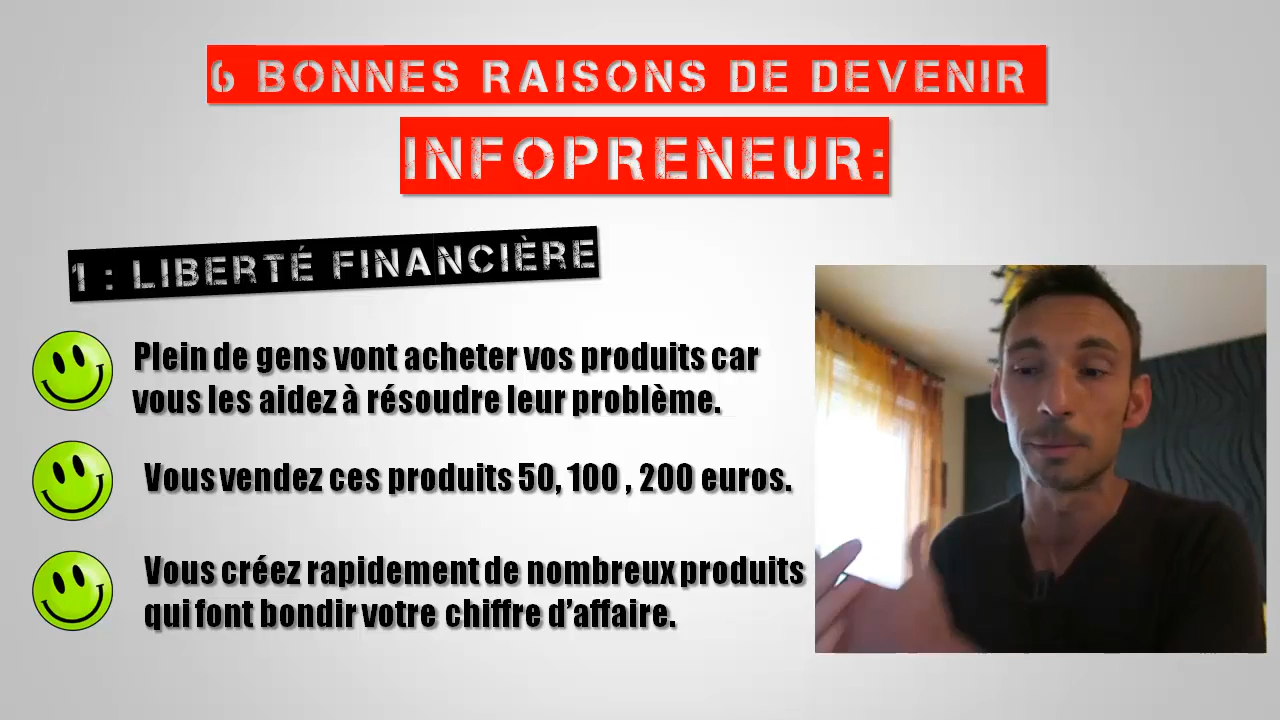 6 BONNES RAISONS DE DEVENIR
INFOPRENEUR:
1 : LIBERTÉ FINANCIÈRE
Plein de gens vont acheter vos produits car
vous les aidez à résoudre leur problème.
Vous vendez ces produits 50, 100 , 200 euros.
Vous créez rapidement de nombreux produits
qui font bondir votre chiffre d’affaire.